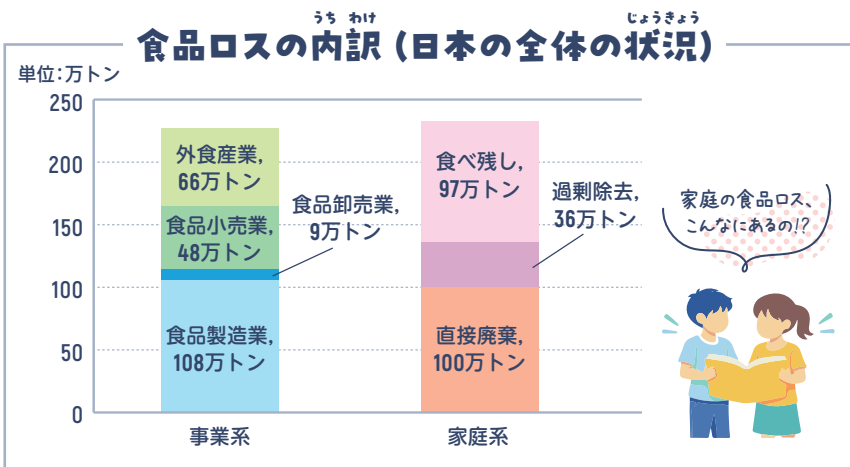 うち わけ
じょうきょう
食品ロスの内訳 (日本の全体の状況)
単位:万トン
250
200
150
100
50
0
外食産業,
66万トン
食品小売業,
48万トン
食品卸売業,
9万トン
食品製造業,
108万トン
事業系
食べ残し,
97万トン
過剰除去,
36万トン
直接廃棄,
100万トン
家庭系
家庭の食品ロス、
こんなにあるの!?